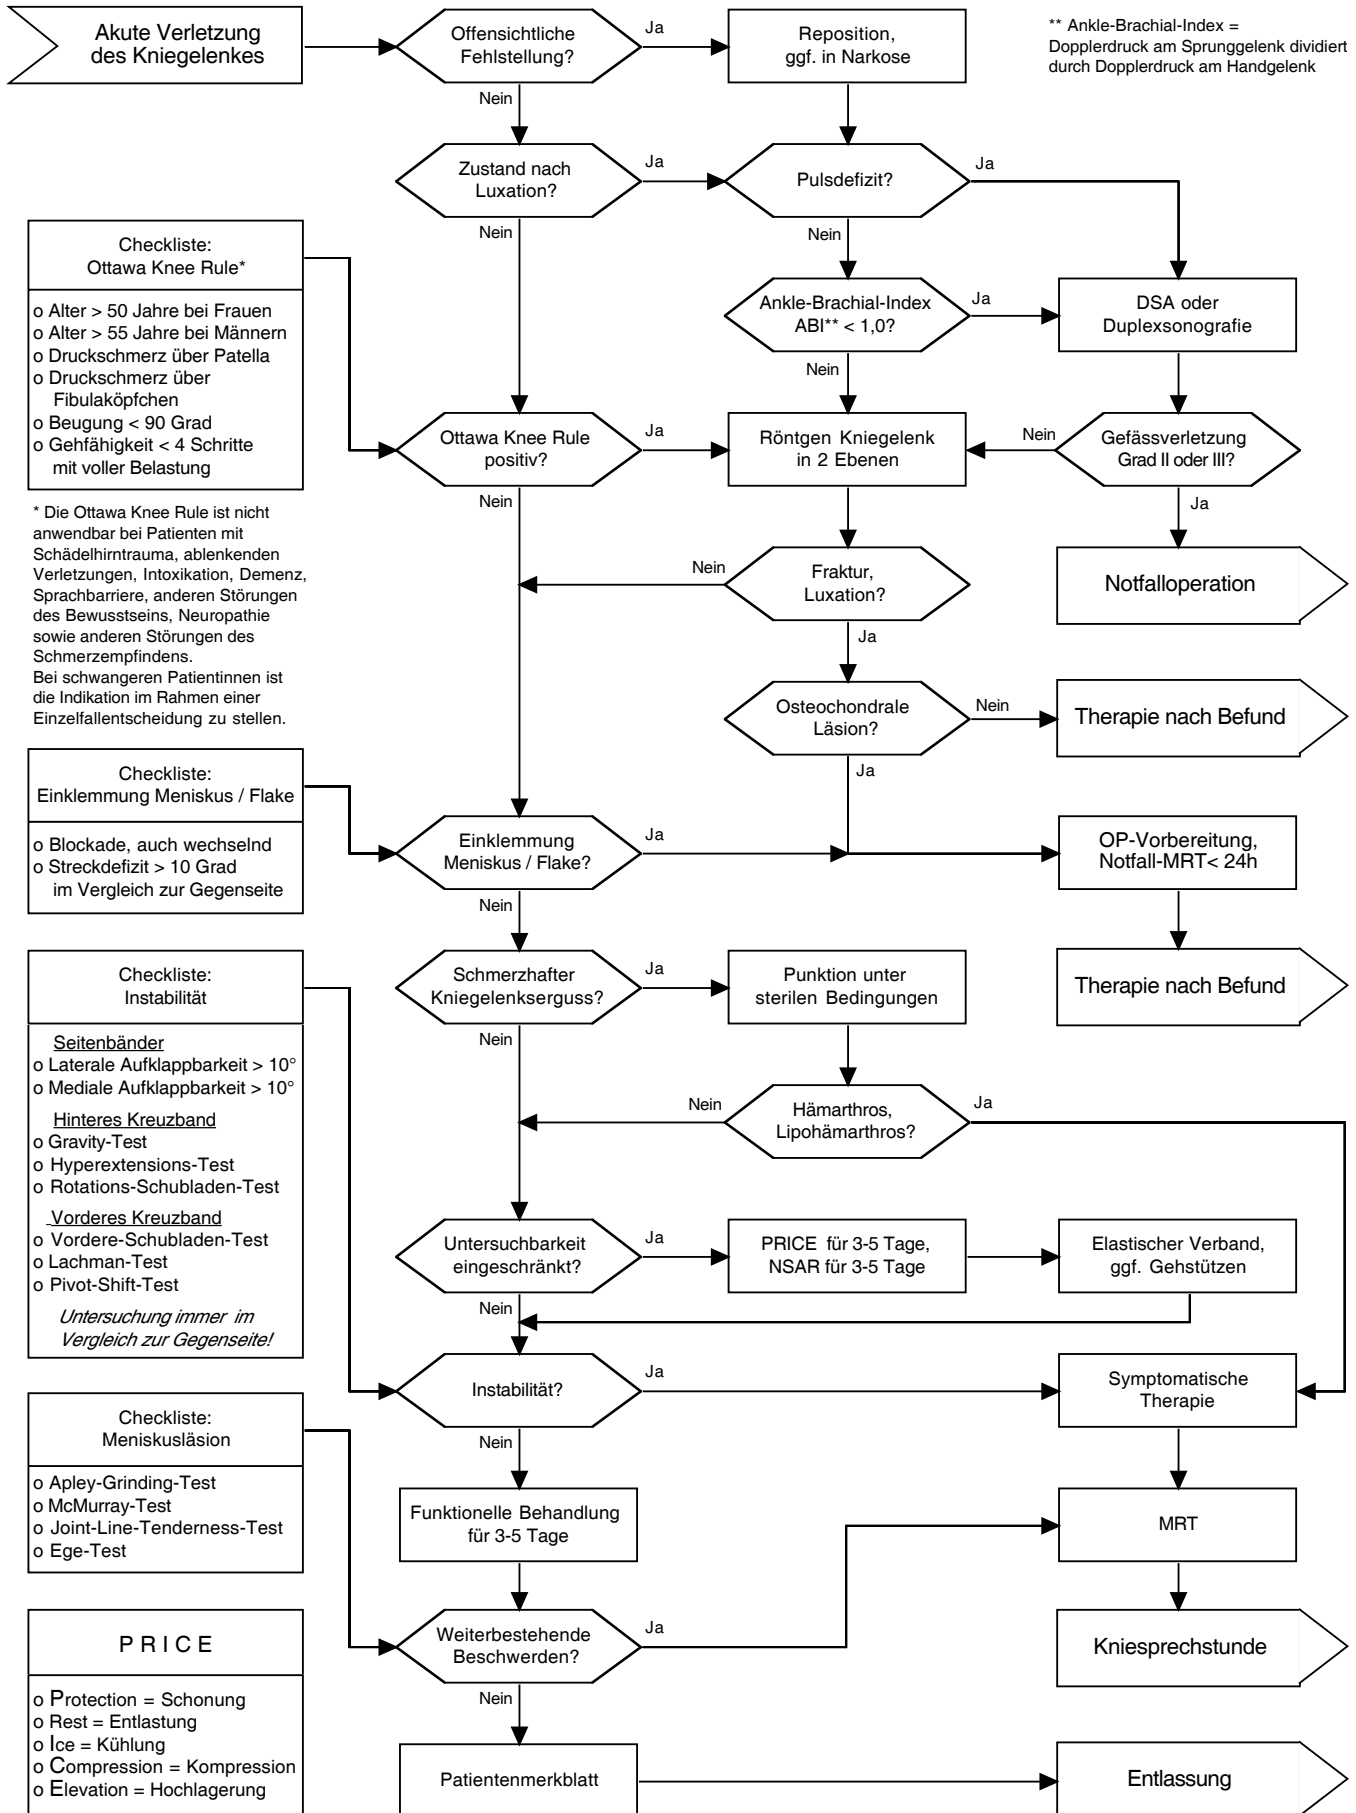 Akute Verletzung
des Kniegelenkes
Offensichtliche
Fehlstellung?
Ja
Reposition,
ggf. in Narkose
** Ankle-Brachial-Index =
Dopplerdruck am Sprunggelenk dividiert
durch Dopplerdruck am Handgelenk
Nein
Zustand nach
Luxation?
Ja
Pulsdefizit?
Ja
Nein
Nein
Checkliste:
Ottawa Knee Rule*
o Alter > 50 Jahre bei Frauen
o Alter > 55 Jahre bei Männern
o Druckschmerz über Patella
o Druckschmerz über
Fibulaköpfchen
o Beugung < 90 Grad
o Gehfähigkeit < 4 Schritte
mit voller Belastung
Ankle-Brachial-Index
ABI** < 1,0?
Ja
DSA oder
Duplexsonografie
Nein
Ottawa Knee Rule
positiv?
Ja
Röntgen Kniegelenk
in 2 Ebenen
Nein
Gefässverletzung
Grad II oder III?
Nein
Ja
* Die Ottawa Knee Rule ist nicht
anwendbar bei Patienten mit
Schädelhirntrauma, ablenkenden
Verletzungen, Intoxikation, Demenz,
Sprachbarriere, anderen Störungen
des Bewusstseins, Neuropathie
sowie anderen Störungen des
Schmerzempfindens.
Bei schwangeren Patientinnen ist
die Indikation im Rahmen einer
Einzelfallentscheidung zu stellen.
Nein
Fraktur,
Luxation?
Notfalloperation
Ja
Osteochondrale
Läsion?
Nein
Therapie nach Befund
Ja
Checkliste:
Einklemmung Meniskus / Flake
o Blockade, auch wechselnd
o Streckdefizit > 10 Grad
im Vergleich zur Gegenseite
Einklemmung
Meniskus / Flake?
Ja
OP-Vorbereitung,
Notfall-MRT< 24h
Nein
Schmerzhafter
Kniegelenkserguss?
Ja
Punktion unter
sterilen Bedingungen
Therapie nach Befund
Nein
Checkliste:
Instabilität
Seitenbänder
o Laterale Aufklappbarkeit > 10°
o Mediale Aufklappbarkeit > 10°
Hinteres Kreuzband
o Gravity-Test
o Hyperextensions-Test
o Rotations-Schubladen-Test
Vorderes Kreuzband
o Vordere-Schubladen-Test
o Lachman-Test
o Pivot-Shift-Test
Untersuchung immer im
Vergleich zur Gegenseite!
Nein
Hämarthros,
Lipohämarthros?
Ja
Untersuchbarkeit
eingeschränkt?
Ja
PRICE für 3-5 Tage,
NSAR für 3-5 Tage
Elastischer Verband,
ggf. Gehstützen
Nein
Instabilität?
Ja
Symptomatische
Therapie
Nein
Checkliste:
Meniskusläsion
o Apley-Grinding-Test
o McMurray-Test
o Joint-Line-Tenderness-Test
o Ege-Test
Funktionelle Behandlung
für 3-5 Tage
MRT
Weiterbestehende
Beschwerden?
Ja
Kniesprechstunde
Nein
P R I C E
o Protection = Schonung
o Rest = Entlastung
o Ice = Kühlung
o Compression = Kompression
o Elevation = Hochlagerung
Patientenmerkblatt
Entlassung